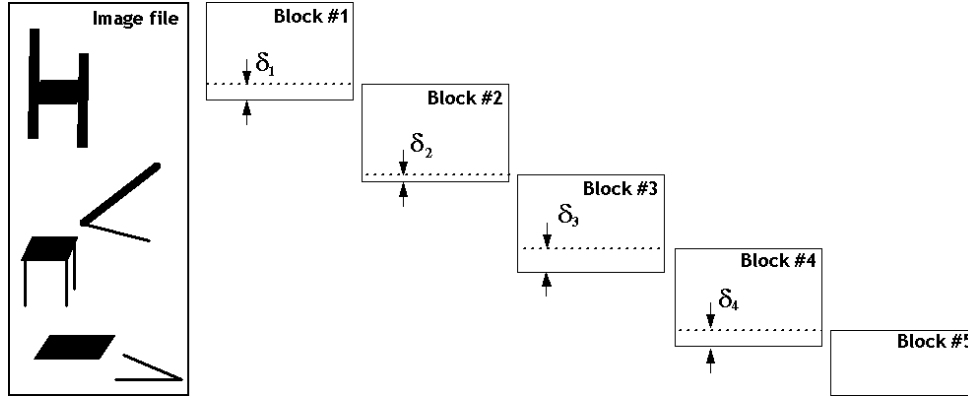 Image file
Block #1
δ1
Block #2
δ2
Block #3
δ3
Block #4
δ4
Block #5